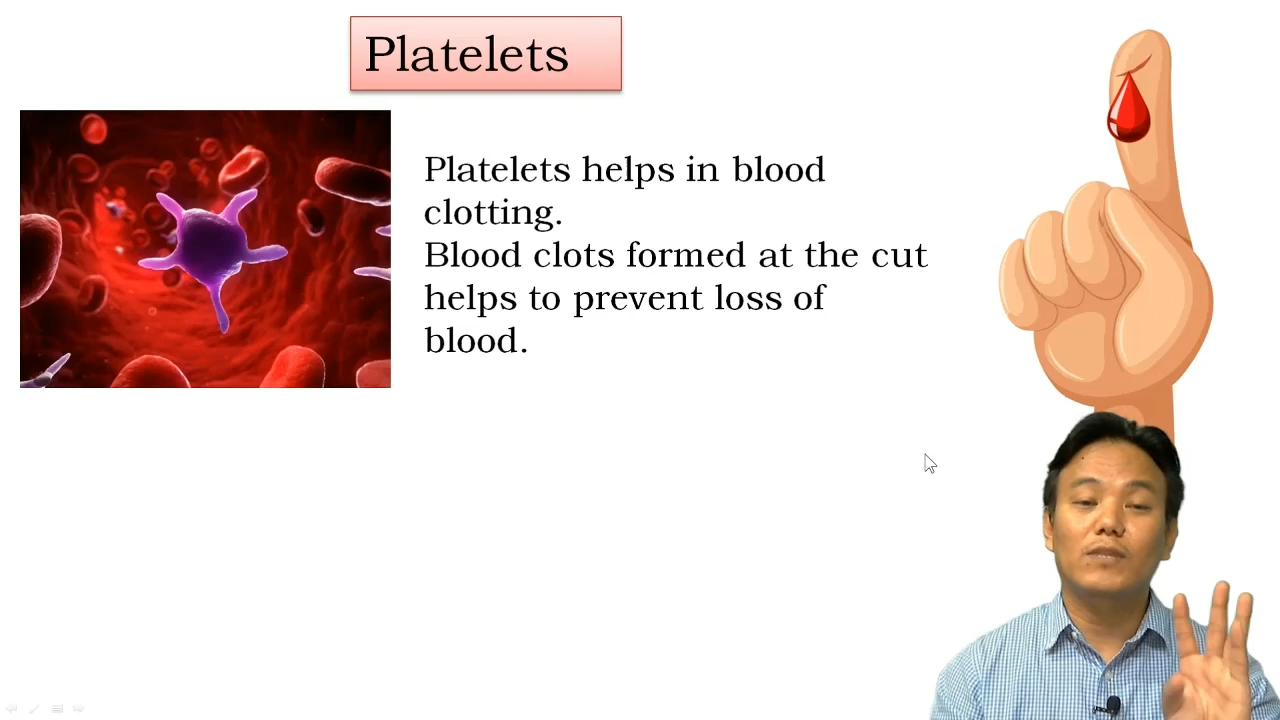 Platelets
Platelets helps in blood
clotting.
Blood clots formed at the cut
helps to prevent loss of
blood.